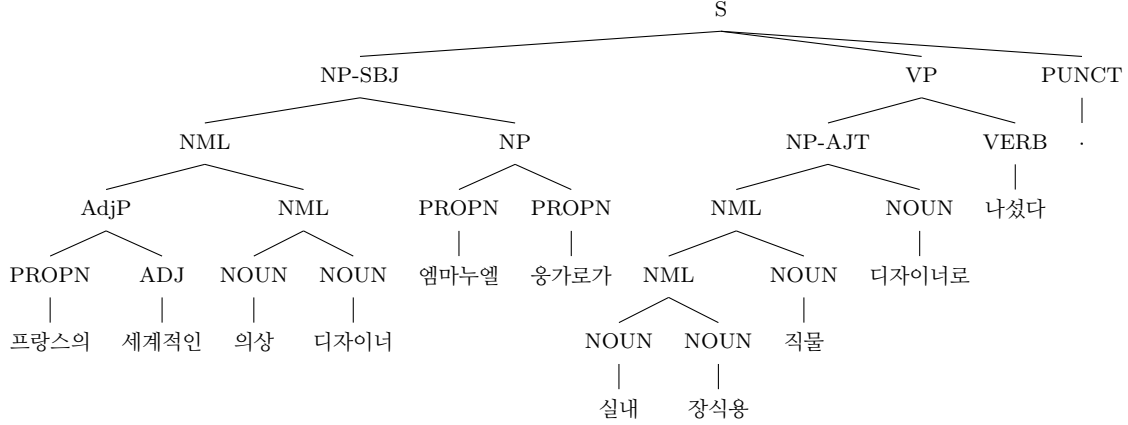 S
NP-SBJ VP PUNCT
NML NP NP-AJT VERB .
AdjP NML PROPN PROPN NML NOUN 나섰다
PROPN ADJ NOUN NOUN 엠마누엘 웅가로가 NML NOUN 디자이너로
프랑스의 세계적인 의상 디자이너 NOUN NOUN 직물
실내 장식용